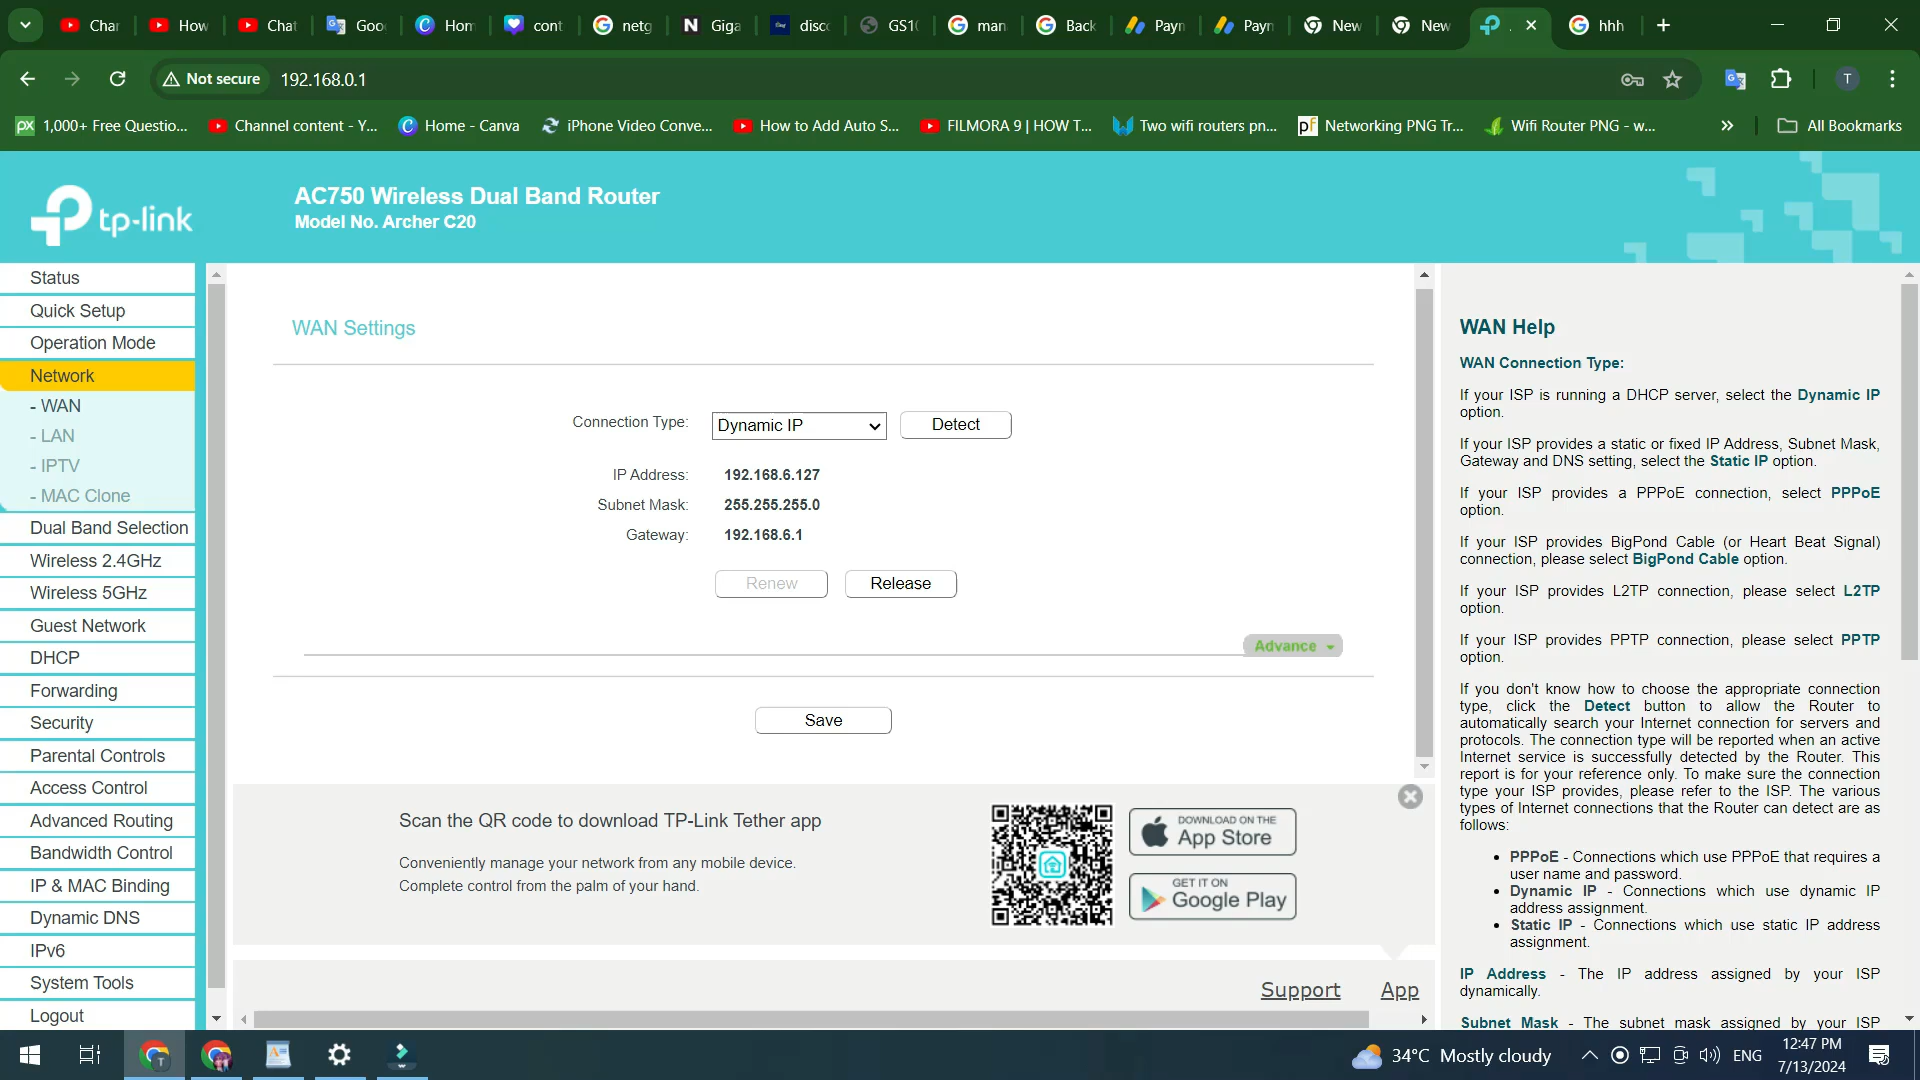 Char
How
Chat
Goo
Hom
cont
netg
Giga
disco
GS10
man
Back
Payn
Payn
New
New
hhh
Not secure
192.168.0.1
T
1,000+ Free Questio...
Channel content - Y...
Home - Canva
iPhone Video Conve...
How to Add Auto S...
FILMORA 9 | HOW T...
Two wifi routers pn...
Networking PNG Tr...
Wifi Router PNG - w...
All Bookmarks
tp-link
AC750 Wireless Dual Band Router
Model No. Archer C20
Status
Quick Setup
Operation Mode
Network
- WAN
- LAN
- IPTV
- MAC Clone
Dual Band Selection
Wireless 2.4GHz
Wireless 5GHz
Guest Network
DHCP
Forwarding
Security
Parental Controls
Access Control
Advanced Routing
Bandwidth Control
IP & MAC Binding
Dynamic DNS
IPv6
System Tools
Logout
WAN Settings
Connection Type:
Dynamic IP
Detect
IP Address:
192.168.6.127
Subnet Mask:
255.255.255.0
Gateway:
192.168.6.1
Renew
Release
Advance
Save
Scan the QR code to download TP-Link Tether app
Conveniently manage your network from any mobile device.
Complete control from the palm of your hand.
DOWNLOAD ON THE
App Store
GET IT ON
Google Play
Support
App
WAN Help
WAN Connection Type:
If your ISP is running a DHCP server, select the Dynamic IP
option.
If your ISP provides a static or fixed IP Address, Subnet Mask,
Gateway and DNS setting, select the Static IP option.
If your ISP provides a PPPoE connection, select PPPoE
option.
If your ISP provides BigPond Cable (or Heart Beat Signal)
connection, please select BigPond Cable option.
If your ISP provides L2TP connection, please select L2TP
option.
If your ISP provides PPTP connection, please select PPTP
option.
If you don't know how to choose the appropriate connection
type, click the Detect button to allow the Router to
automatically search your Internet connection for servers and
protocols. The connection type will be reported when an active
Internet service is successfully detected by the Router. This
report is for your reference only. To make sure the connection
type your ISP provides, please refer to the ISP. The various
types of Internet connections that the Router can detect are as
follows:
• PPPoE - Connections which use PPPoE that requires a
user name and password.
• Dynamic IP - Connections which use dynamic IP
address assignment.
• Static IP - Connections which use static IP address
assignment.
IP Address - The IP address assigned by your ISP
dynamically.
Subnet Mask - The subnet mask assigned by your ISP
34°C Mostly cloudy
ENG
12:47 PM
7/13/2024